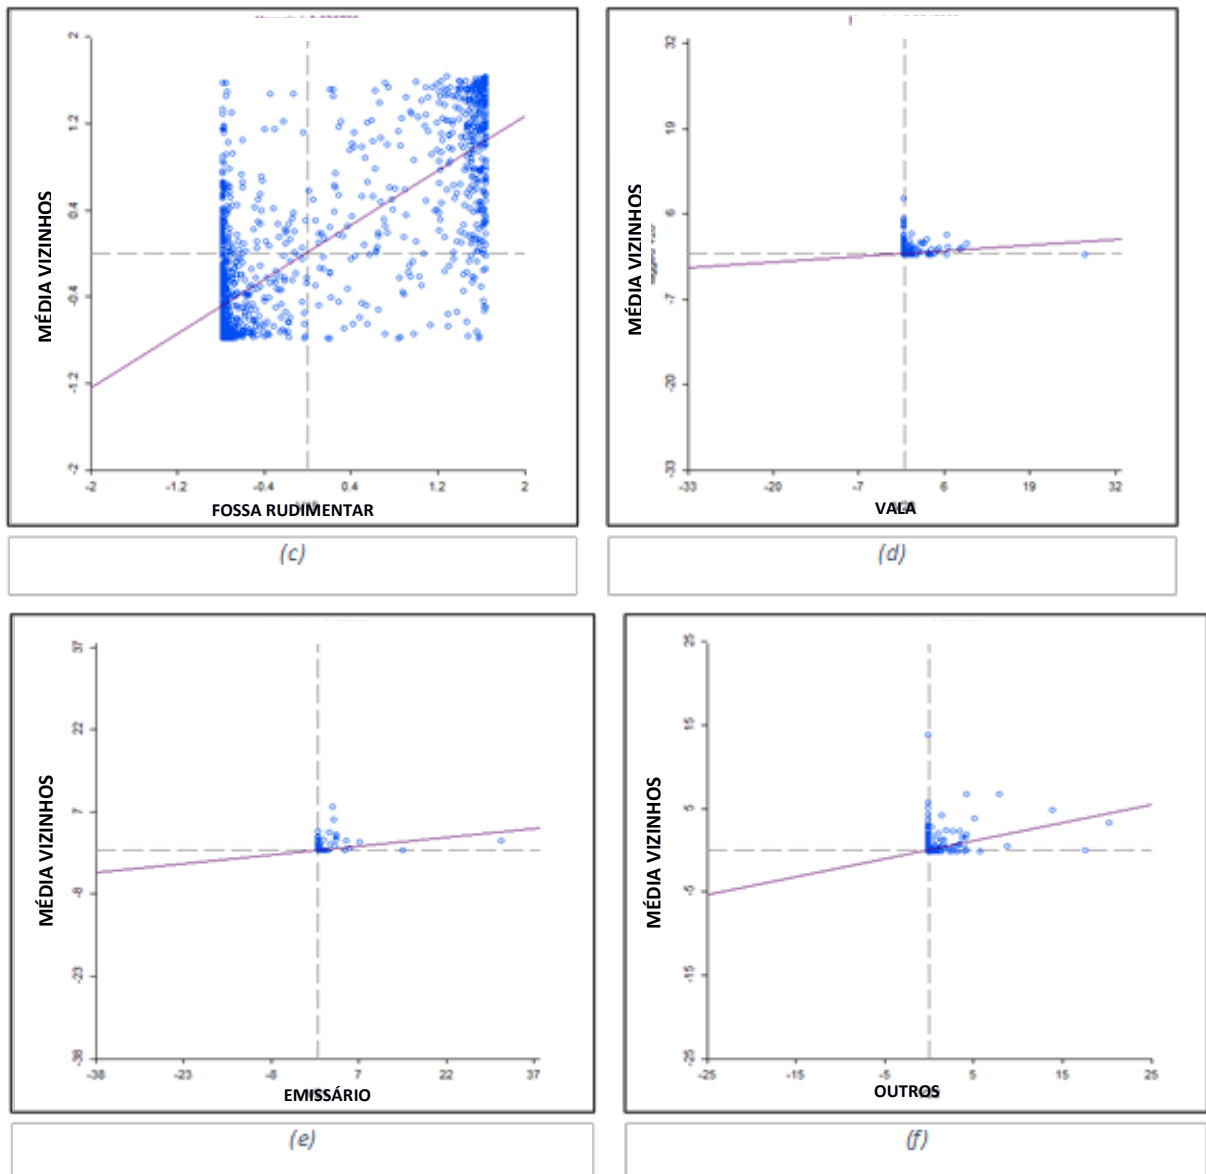 2
1.2
0.4
-0.4
-1.2
-2
MÉDIA VIZINHOS
-2 -1.2 -0.4 0.4 1.2 2
FOSSA RUDIMENTAR
(c)
32
19
6
-7
-20
-33
MÉDIA VIZINHOS
-33 -20 -7 6 19 32
VALA
(d)
37
22
7
-8
-23
-38
MÉDIA VIZINHOS
-38 -23 -8 7 22 37
EMISSÁRIO
(e)
25
15
5
-5
-15
-25
MÉDIA VIZINHOS
-25 -15 -5 5 15 25
OUTROS
(f)